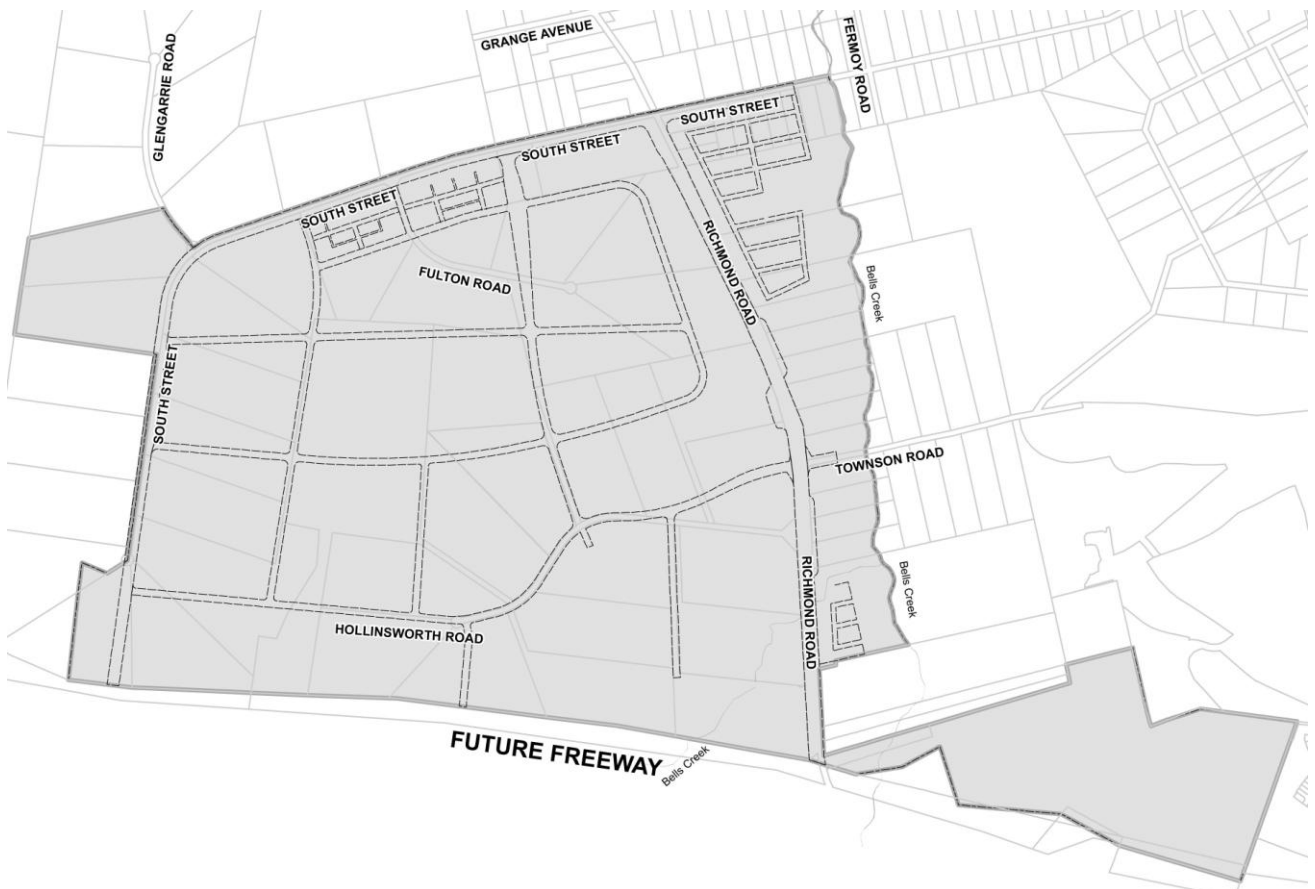 GRANGE AVENUE
FERMOY ROAD
GLENGARRIE ROAD
SOUTH STREET
SOUTH STREET
SOUTH STREET
FULTON ROAD
RICHMOND ROAD
Bells Creek
SOUTH STREET
TOWNSON ROAD
RICHMOND ROAD
Bells Creek
HOLLINSWORTH ROAD
FUTURE FREEWAY
Bells Creek